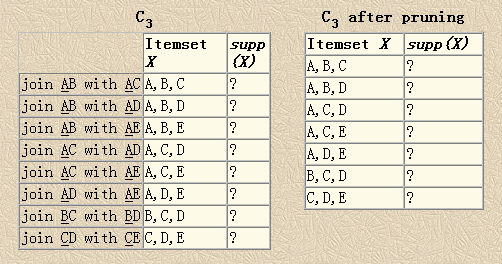 C3
Itemset X supp (X)
join AB with AC A,B,C ?
join AB with AD A,B,D ?
join AB with AE A,B,E ?
join AC with AD A,C,D ?
join AC with AE A,C,E ?
join AD with AE A,D,E ?
join BC with BD B,C,D ?
join CD with CE C,D,E ?
C3 after pruning
Itemset X supp(X)
A,B,C ?
A,B,D ?
A,C,D ?
A,C,E ?
A,D,E ?
B,C,D ?
C,D,E ?